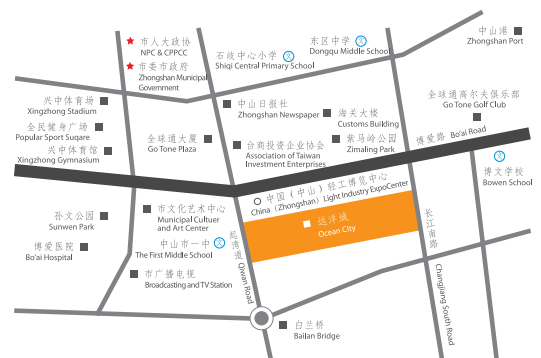 市人大政协
NPC & CPPCC
市委市政府
Zhongshan Municipal
Government
石岐中心小学 文
Shiqi Central Primary School
东区中学 文
Dongqu Middle School
中山港
Zhongshan Port
兴中体育场
Xingzhong Stadium
全民健身广场
Popular Sport Suqare
兴中体育馆
Xingzhong Gymnasium
全球通大厦
Go Tone Plaza
中山日报社
Zhongshan Newspaper
海关大楼
Customs Building
台商投资企业协会
Association of Taiwan
Investment Enterprises
紫马岭公园
Zimaling Park
全球通高尔夫俱乐部
Go Tone Golf Club
博爱路 Bo'ai Road
文
博文学校
Bowen School
中国（中山）轻工博览中心
China (Zhongshan) Light Industry ExpoCenter
远洋城
Ocean City
孙文公园
Sunwen Park
博爱医院
Bo'ai Hospital
市文化艺术中心
Municipal Cultuer
and Art Center
中山市一中 文
The First Middle School
市广播电视
Broadcasting and TV Station
起湾道
Qiwan Road
长江南路
Changjiang South Road
白兰桥
Bailan Bridge